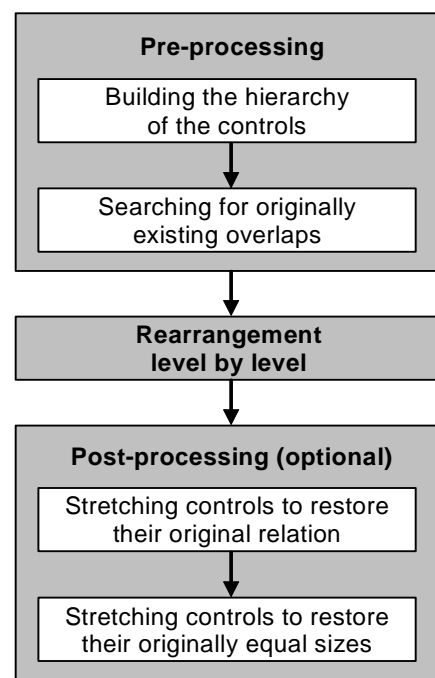 Pre-processing
Building the hierarchy
of the controls
Searching for originally
existing overlaps
Rearrangement
level by level
Post-processing (optional)
Stretching controls to restore
their original relation
Stretching controls to restore
their originally equal sizes